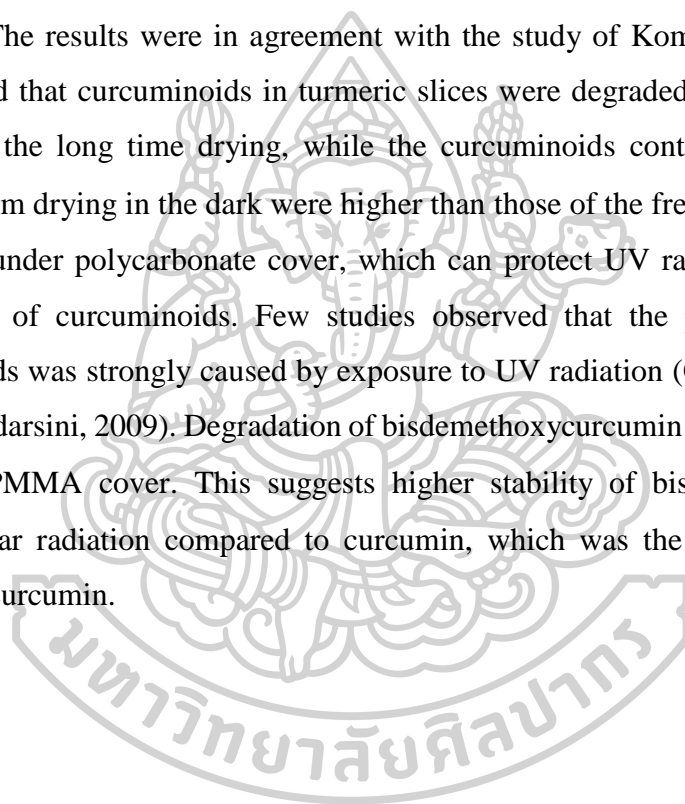 The results were in agreement with the study of Kom
d that curcuminoids in turmeric slices were degraded
the long time drying, while the curcuminoids cont
m drying in the dark were higher than those of the fre
under polycarbonate cover, which can protect UV ra
of curcuminoids. Few studies observed that the
ds was strongly caused by exposure to UV radiation (
darsini, 2009). Degradation of bisdemethoxycurcumin
PMMA cover. This suggests higher stability of bis
ar radiation compared to curcumin, which was the
curcumin.
มหาวิทยาลัยศิลปากร